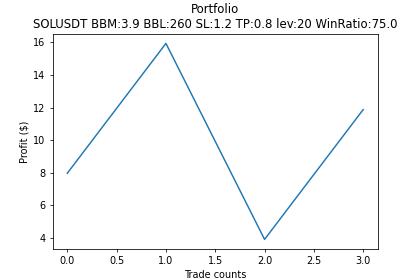 Portfolio
SOLUSDT BBM:3.9 BBL:260 SL:1.2 TP:0.8 lev:20 WinRatio:75.0
16
14
12
10
8
6
4
Profit ($)
0.0 0.5 1.0 1.5 2.0 2.5 3.0
Trade counts